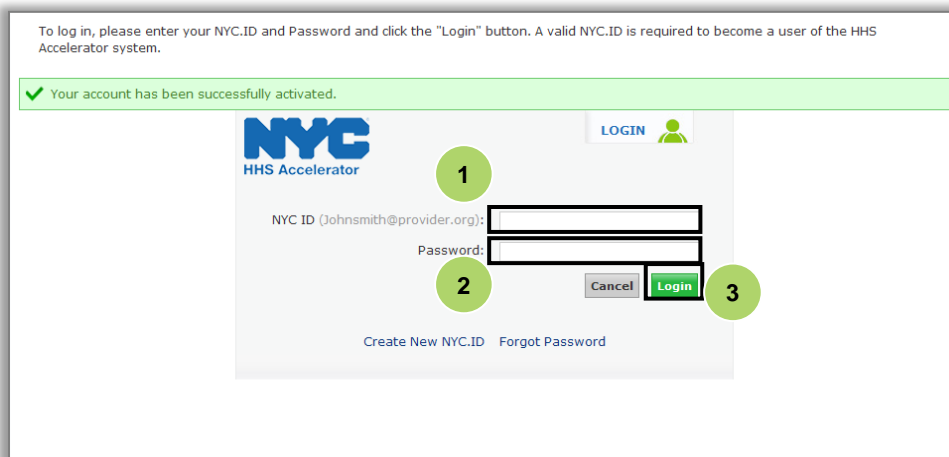 To log in, please enter your NYC.ID and Password and click the "Login" button. A valid NYC.ID is required to become a user of the HHS
Accelerator system.
Your account has been successfully activated.
NYC
HHS Accelerator
LOGIN
1
NYC ID (Johnsmith@provider.org):
Password:
2
Cancel
Login
3
Create New NYC.ID Forgot Password